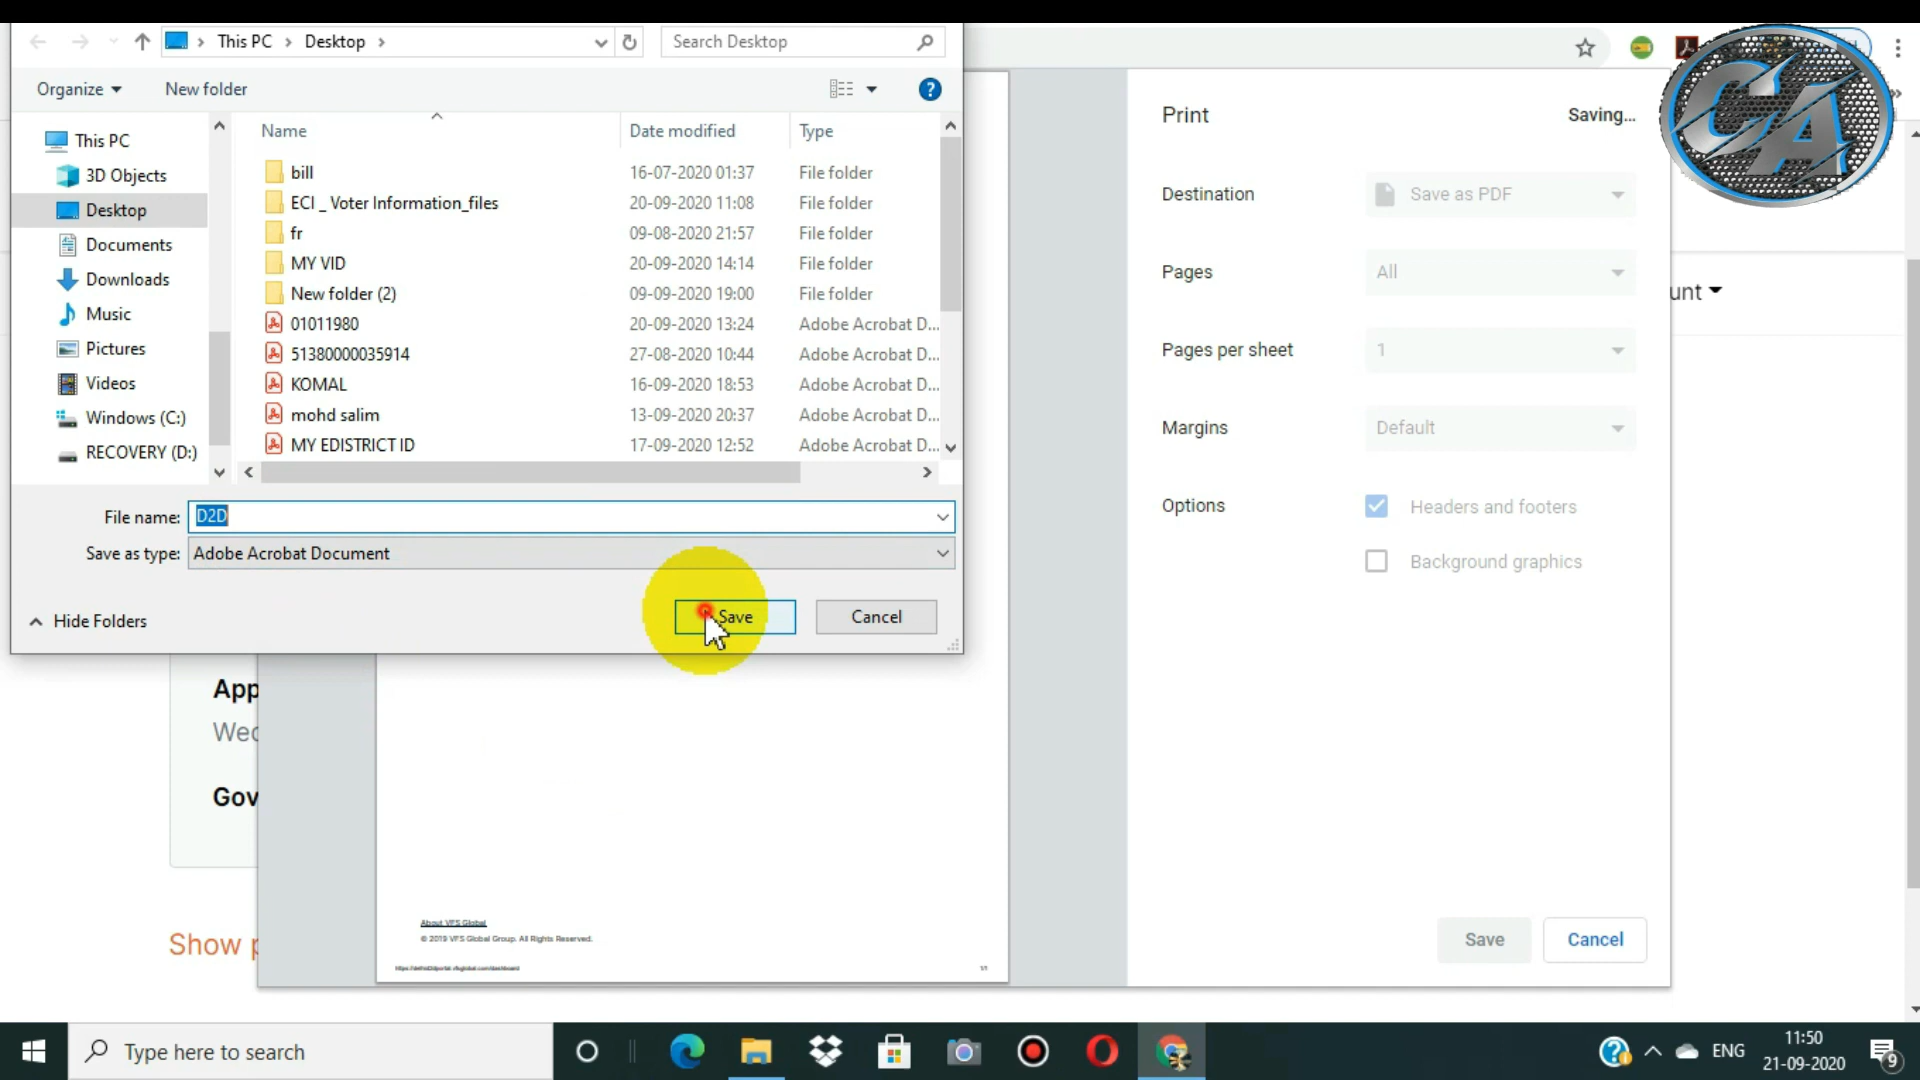 This PC > Desktop >
Search Desktop
Organize
New folder
Name
Date modified
Type
This PC
3D Objects
Desktop
Documents
Downloads
Music
Pictures
Videos
Windows (C:)
RECOVERY (D:)
bill 16-07-2020 01:37 File folder
ECI _ Voter Information_files 20-09-2020 11:08 File folder
fr 09-08-2020 21:57 File folder
MY VID 20-09-2020 14:14 File folder
New folder (2) 09-09-2020 19:00 File folder
01011980 20-09-2020 13:24 Adobe Acrobat D...
51380000035914 27-08-2020 10:44 Adobe Acrobat D...
KOMAL 16-09-2020 18:53 Adobe Acrobat D...
mohd salim 13-09-2020 20:37 Adobe Acrobat D...
MY EDISTRICT ID 17-09-2020 12:52 Adobe Acrobat D...
File name: D2D
Save as type: Adobe Acrobat Document
Hide Folders
Save
Cancel
Print
Saving...
CA
Destination
Save as PDF
Pages
All
unt
Pages per sheet
1
Margins
Default
Options
Headers and footers
Background graphics
App
Wed
Gov
Show p
About VFS Global
© 2019 VFS Global Group. All Rights Reserved.
1/1
Save
Cancel
Type here to search
ENG
11:50
21-09-2020
9